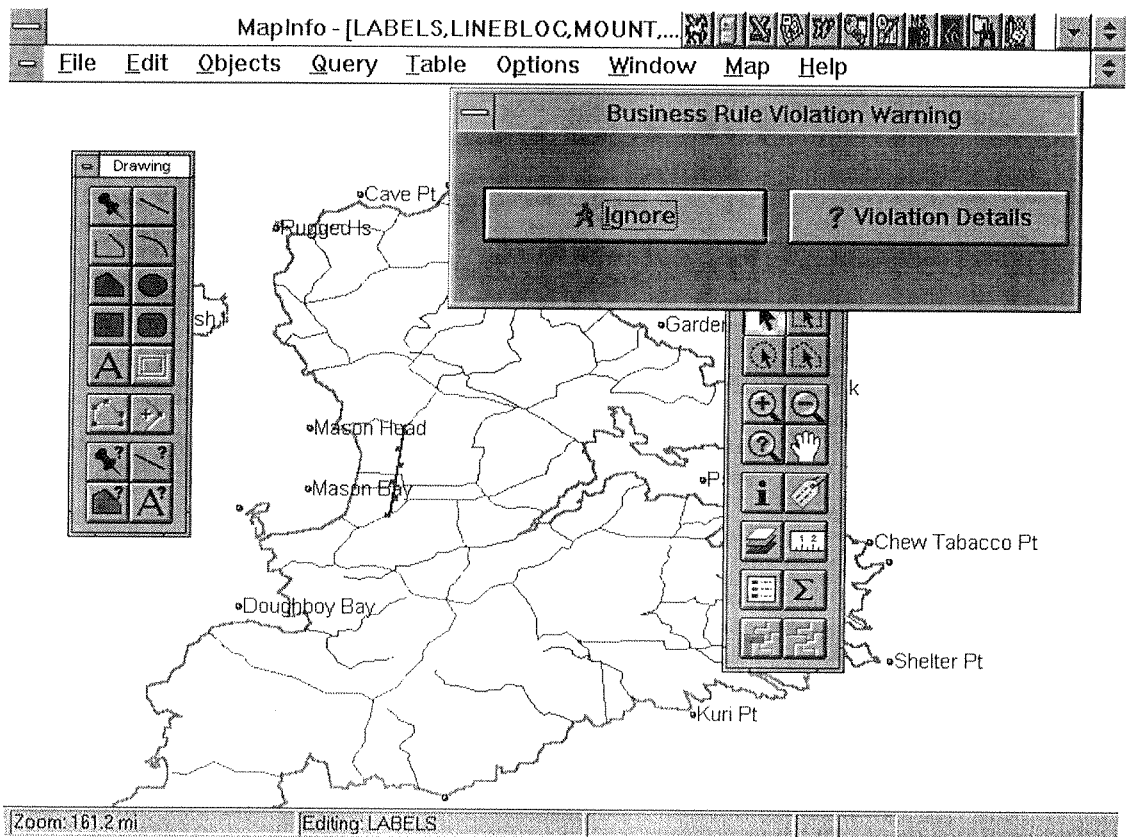 MapInfo - [LABELS,LINEBLOC,MOUNT,...
File Edit Objects Query Table Options Window Map Help
Business Rule Violation Warning
Ignore
? Violation Details
Drawing
Cave Pt
Rugged Is
sh I
Garden
k
Mason Head
Mason Bay
P
Chew Tabacco Pt
Doughboy Bay
Shelter Pt
Kuri Pt
Zoom: 161.2 mi
Editing: LABELS